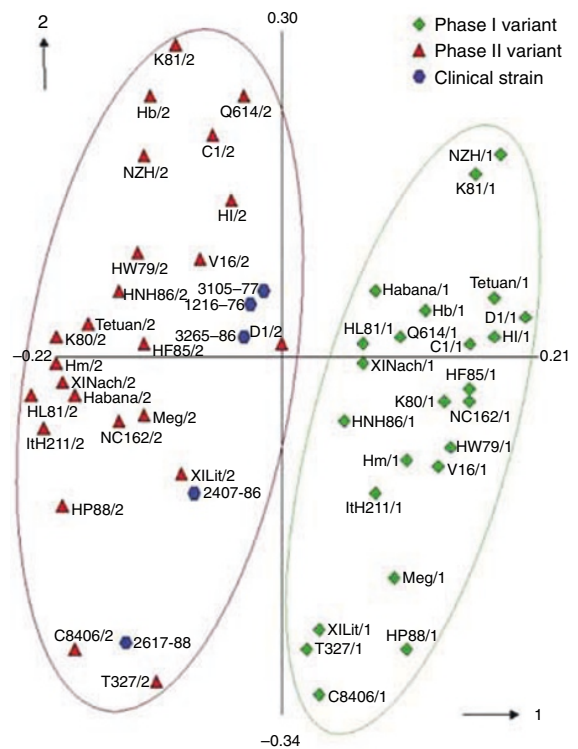 2
0.30
Phase I variant
Phase II variant
Clinical strain
K81/2
Hb/2
Q614/2
C1/2
NZH/2
NZH/1
K81/1
HI/2
HW79/2
V16/2
HNH86/2
3105–77
1216–76
Habana/1
Tetuan/1
Hb/1
D1/1
Tetuan/2
3265–86
D1/2
HL81/1
Q614/1
HI/1
K80/2
HF85/2
C1/1
–0.22
0.21
Hm/2
XINach/1
XINach/2
HF85/1
Habana/2
K80/1
HL81/2
NC162/1
Meg/2
HNH86/1
ItH211/2
NC162/2
HW79/1
Hm/1
V16/1
XILit/2
2407-86
ItH211/1
HP88/2
Meg/1
XILit/1
C8406/2
2617-88
HP88/1
T327/1
T327/2
C8406/1
1
–0.34